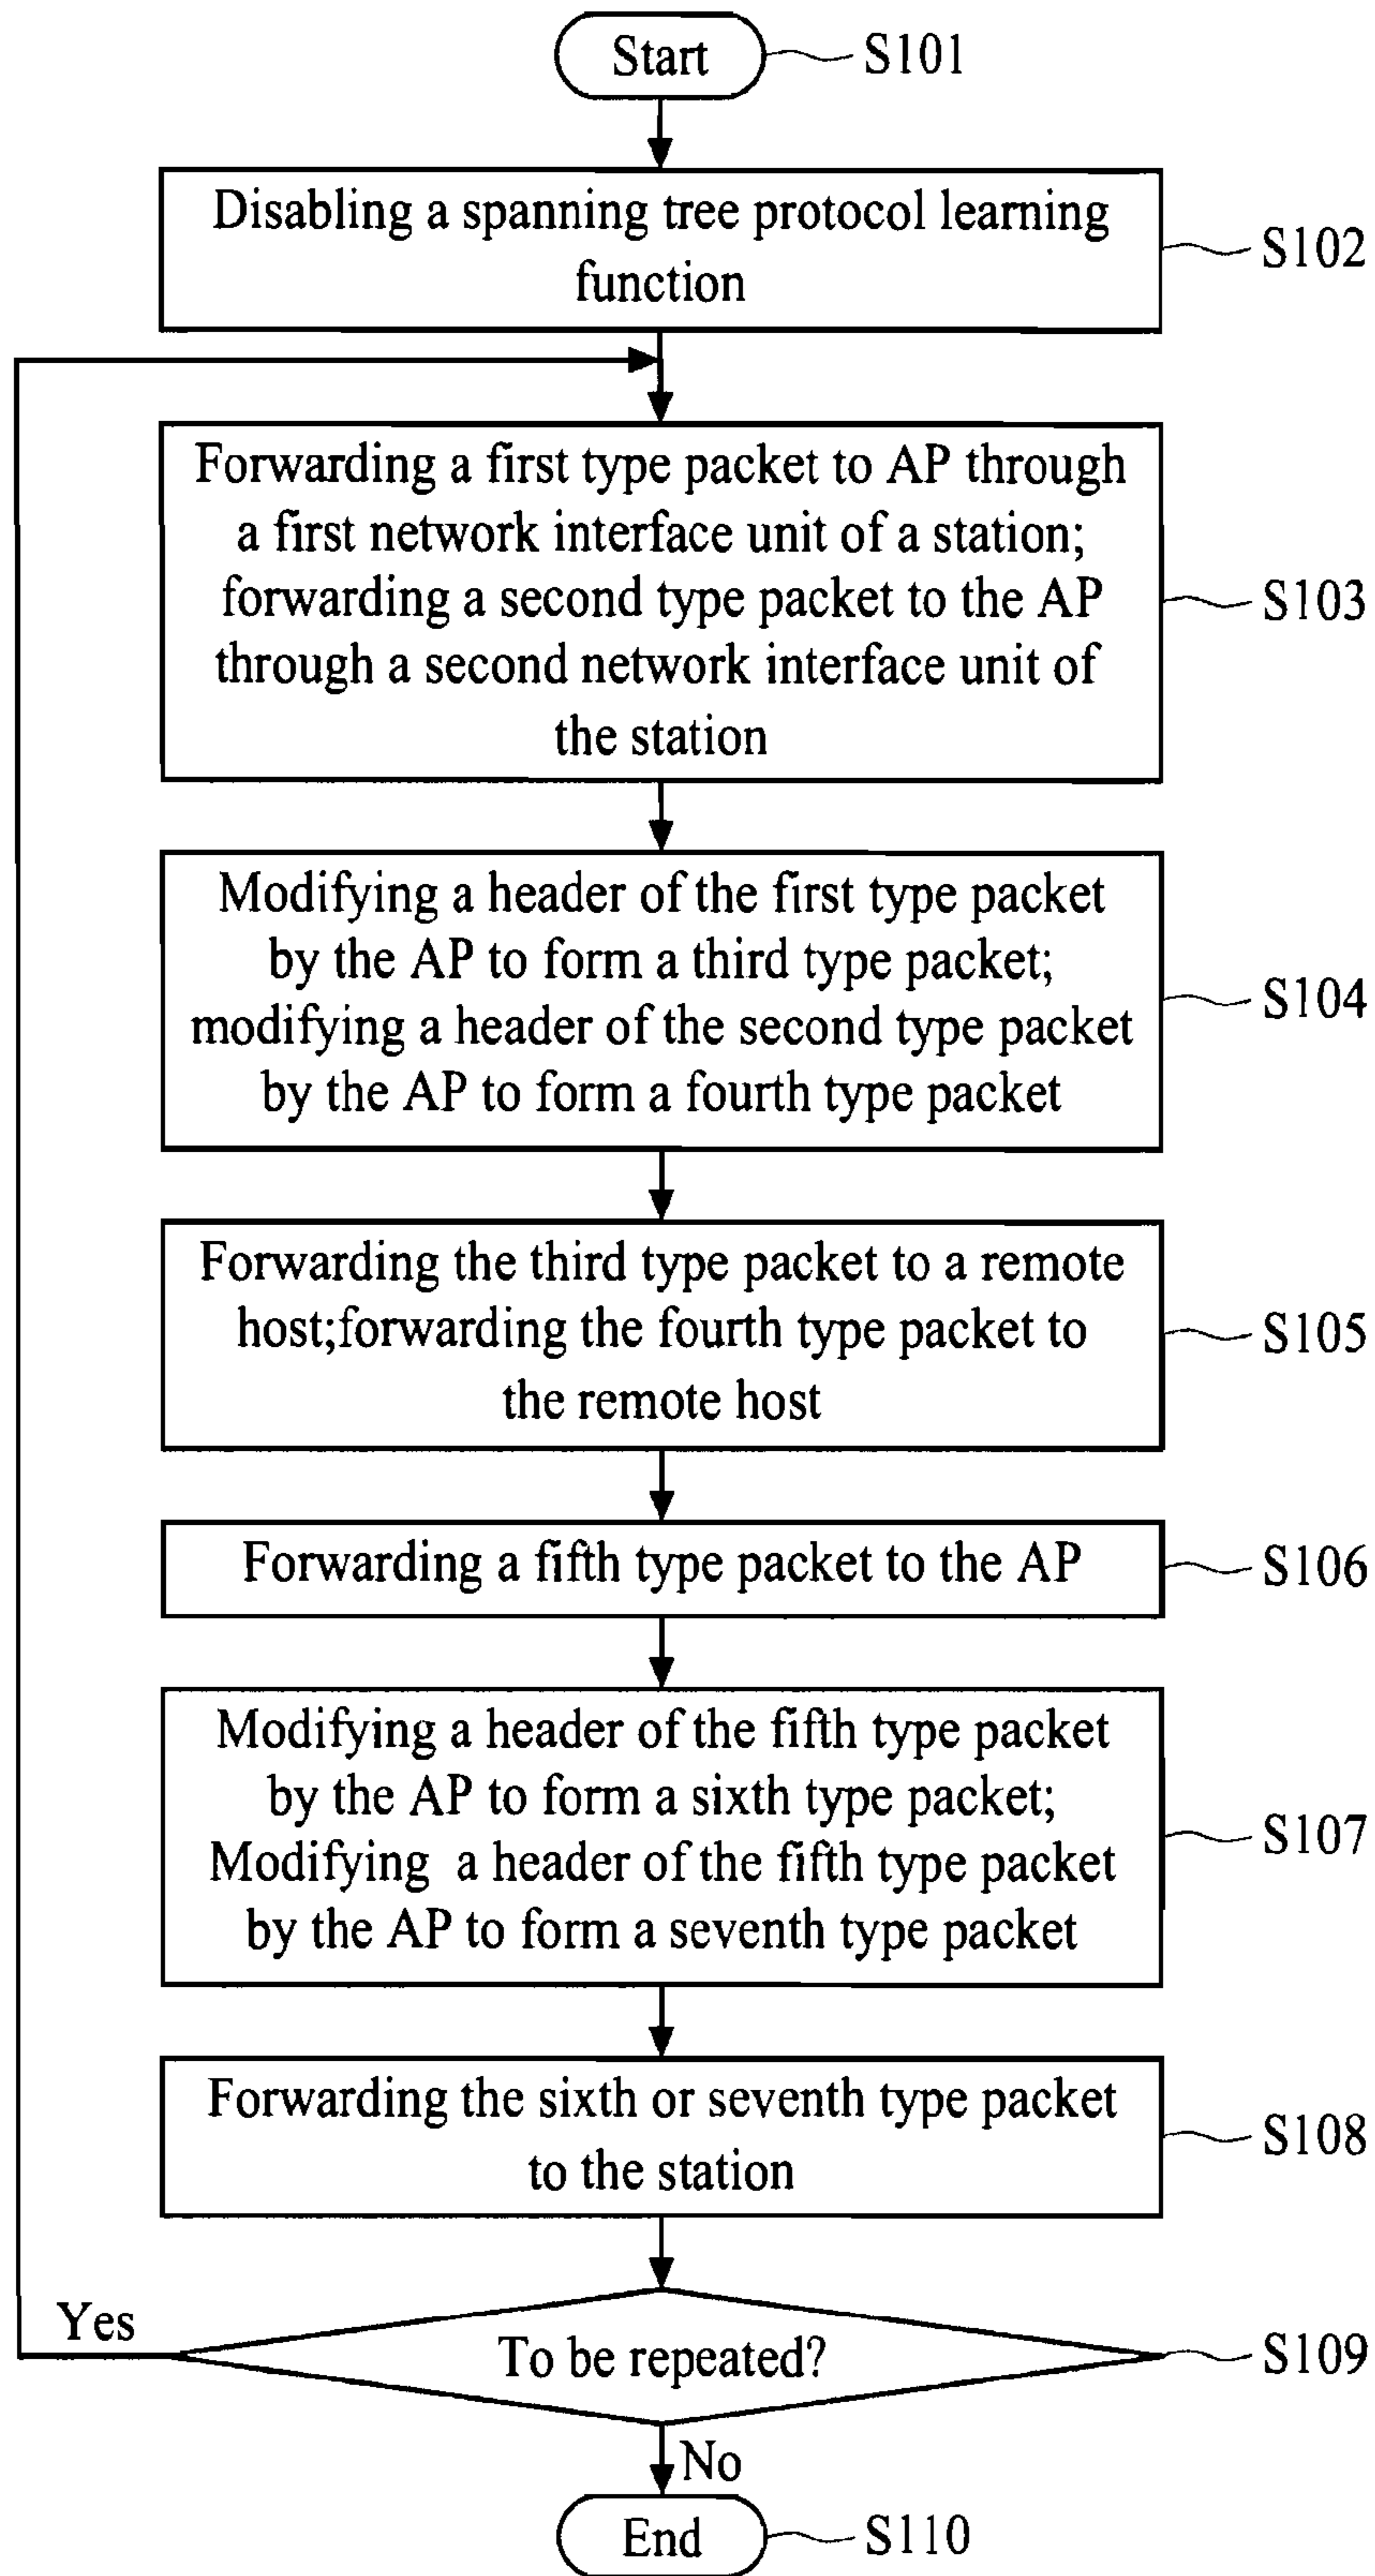 Start
S101
Disabling a spanning tree protocol learning
function
S102
Forwarding a first type packet to AP through
a first network interface unit of a station;
forwarding a second type packet to the AP
through a second network interface unit of
the station
S103
Modifying a header of the first type packet
by the AP to form a third type packet;
modifying a header of the second type packet
by the AP to form a fourth type packet
S104
Forwarding the third type packet to a remote
host;forwarding the fourth type packet to
the remote host
S105
Forwarding a fifth type packet to the AP
S106
Modifying a header of the fifth type packet
by the AP to form a sixth type packet;
Modifying a header of the fifth type packet
by the AP to form a seventh type packet
S107
Forwarding the sixth or seventh type packet
to the station
S108
Yes
To be repeated?
S109
No
End
S110